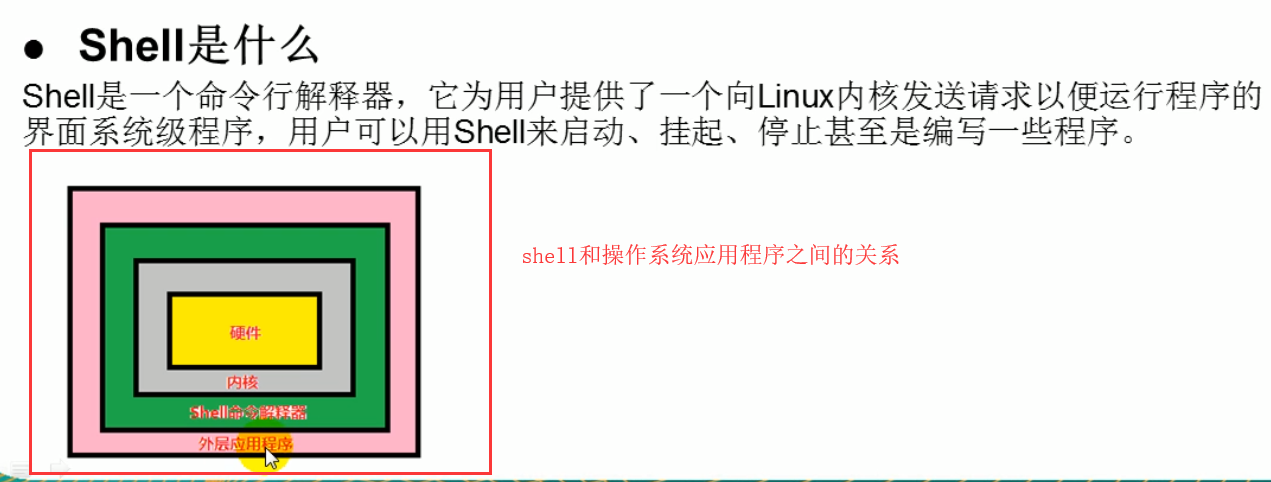 ● Shell是什么
Shell是一个命令行解释器，它为用户提供了一个向Linux内核发送请求以便运行程序的
界面系统级程序，用户可以用Shell来启动、挂起、停止甚至是编写一些程序。
shell和操作系统应用程序之间的关系
硬件
内核
Shell命令解释器
外层应用程序